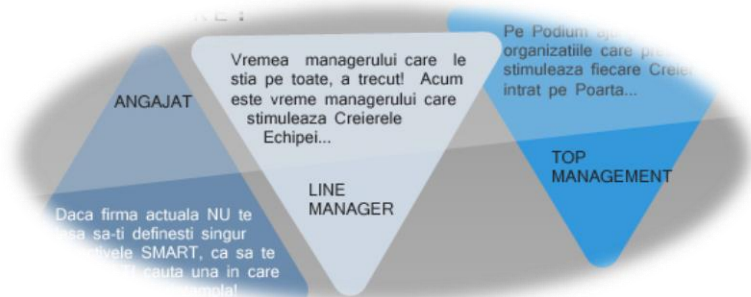 ANGAJAT
Daca firma actuala NU te
sa-ti definesti singur
SMART, ca sa te
cauta una in care
Vremea managerului care le
stia pe toate, a trecut! Acum
este vreme managerului care
stimuleaza Creierele
Echipei...
LINE
MANAGER
Pe Podium
organizatiile care
stimuleaza fiecare
intrat pe Poarta...
TOP
MANAGEMENT